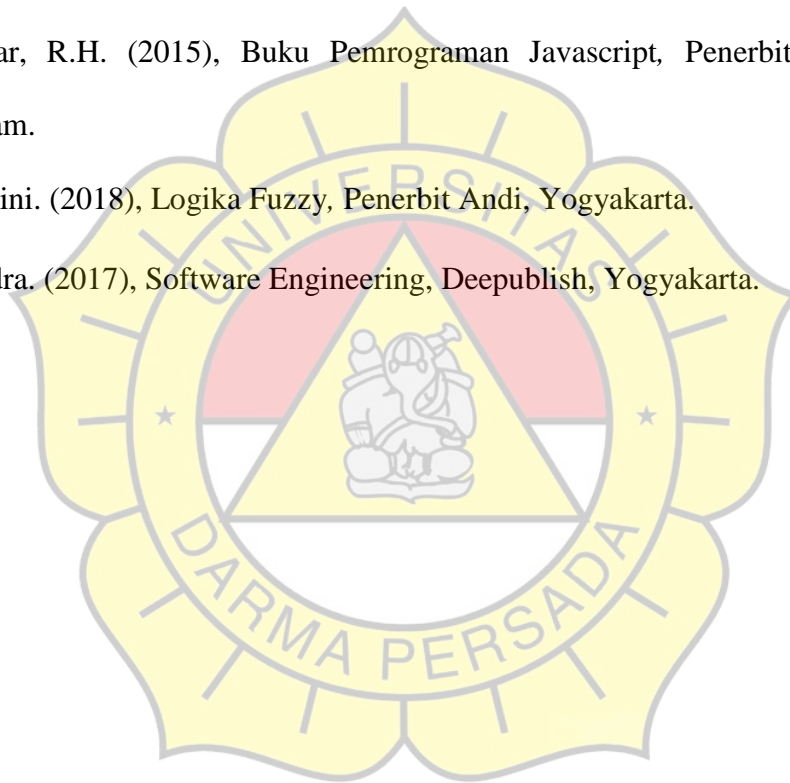 ar, R.H. (2015), Buku Pemrograman Javascript, Penerbit
am.
ini. (2018), Logika Fuzzy, Penerbit Andi, Yogyakarta.
dra. (2017), Software Engineering, Deepublish, Yogyakarta.
UNIVERSITAS
DARMA PERSADA